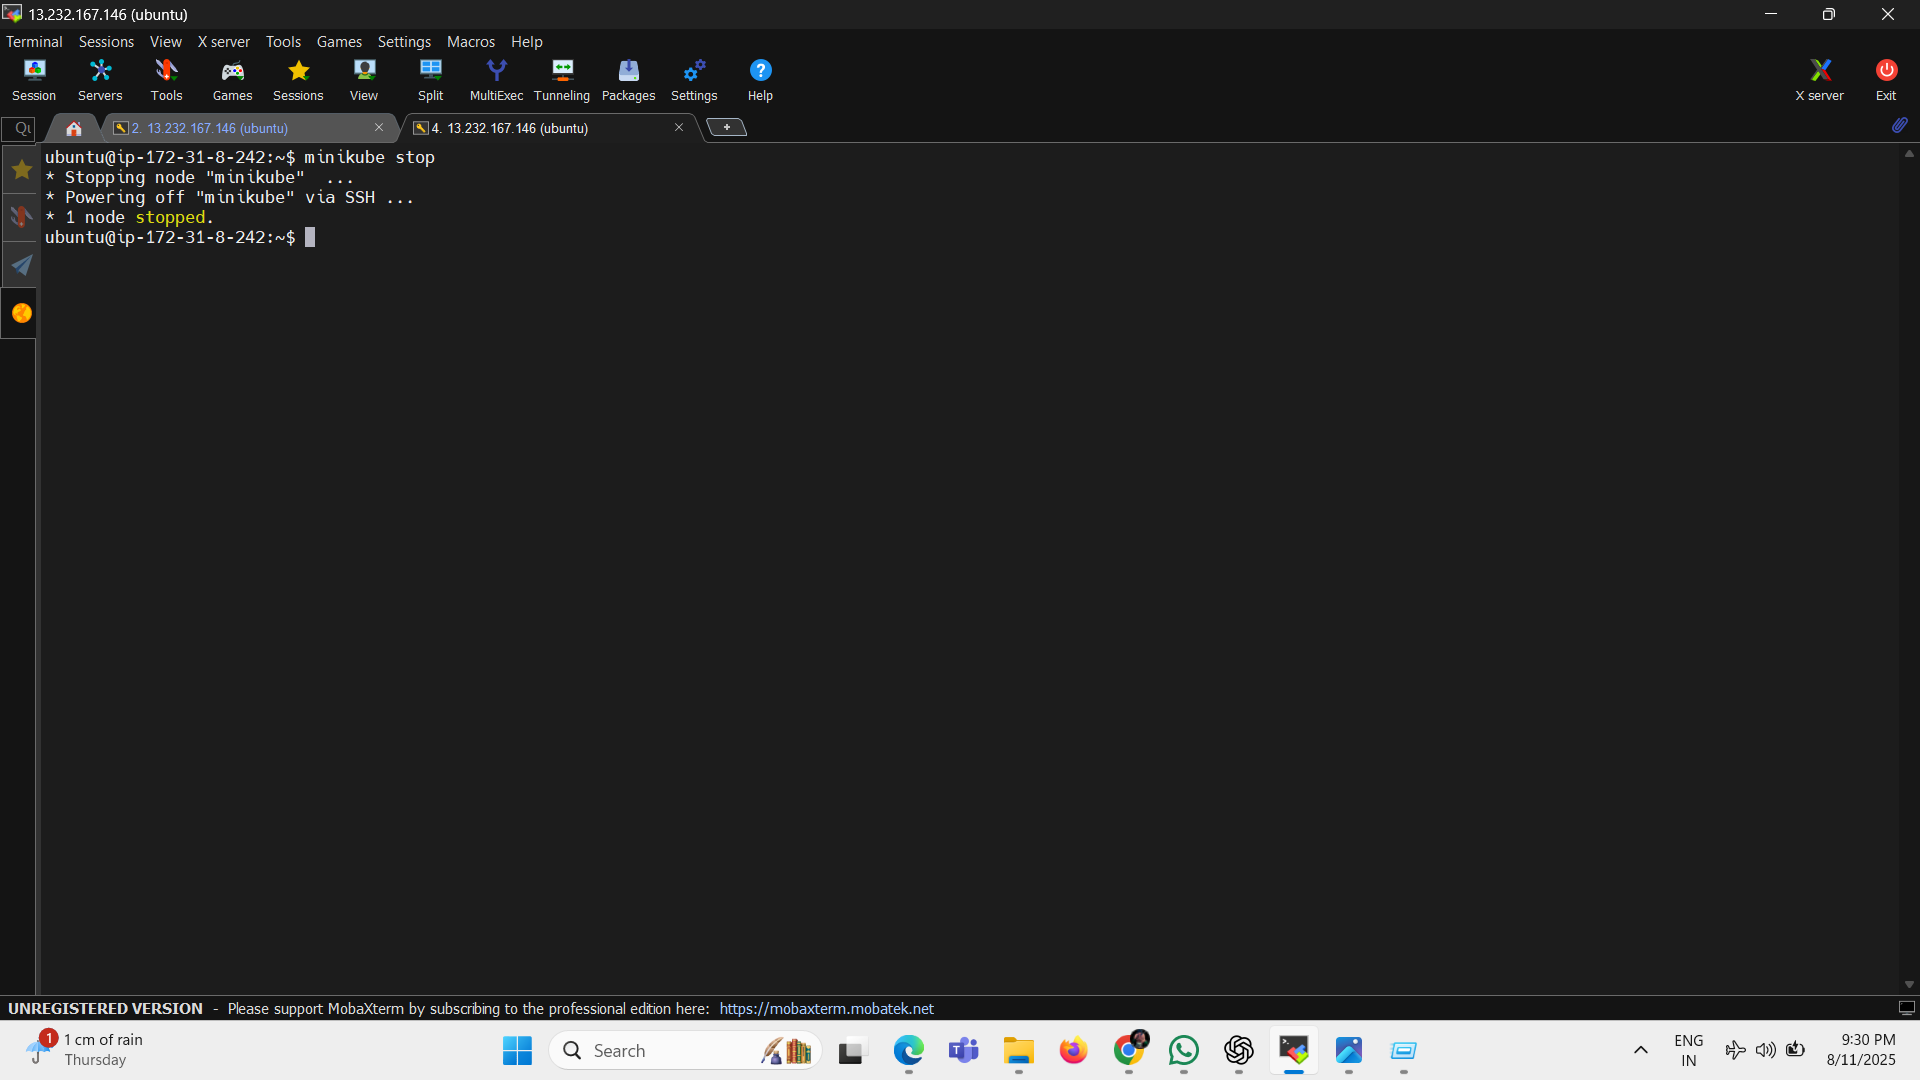 13.232.167.146 (ubuntu)
Terminal Sessions View X server Tools Games Settings Macros Help
Session Servers Tools Games Sessions View Split MultiExec Tunneling Packages Settings Help X server Exit
2. 13.232.167.146 (ubuntu) 4. 13.232.167.146 (ubuntu)
ubuntu@ip-172-31-8-242:~$ minikube stop
* Stopping node "minikube" ...
* Powering off "minikube" via SSH ...
* 1 node stopped.
ubuntu@ip-172-31-8-242:~$
UNREGISTERED VERSION - Please support MobaXterm by subscribing to the professional edition here: https://mobaxterm.mobatek.net
1
1 cm of rain
Thursday
Search
ENG
IN
9:30 PM
8/11/2025